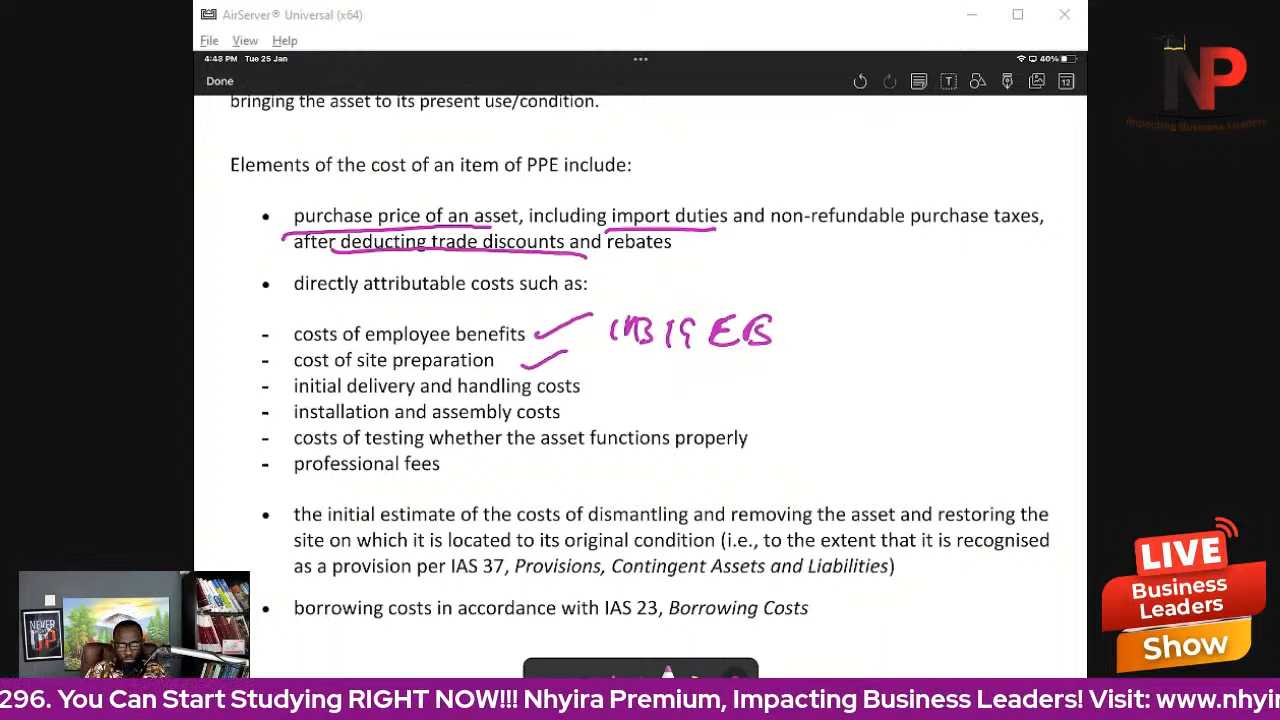 AirServer® Universal (x64)
File View Help
4:48 PM Tue 25 Jan
40%
Done
T
12
bringing the asset to its present use/condition.
Elements of the cost of an item of PPE include:
• purchase price of an asset, including import duties and non-refundable purchase taxes,
after deducting trade discounts and rebates
• directly attributable costs such as:
- costs of employee benefits
- cost of site preparation
- initial delivery and handling costs
- installation and assembly costs
- costs of testing whether the asset functions properly
- professional fees
• the initial estimate of the costs of dismantling and removing the asset and restoring the
site on which it is located to its original condition (i.e., to the extent that it is recognised
as a provision per IAS 37, Provisions, Contingent Assets and Liabilities)
• borrowing costs in accordance with IAS 23, Borrowing Costs
NP
Impacting Business Leaders
NEVER
UP
LIVE
Business
Leaders
Show
296. You Can Start Studying RIGHT NOW!!! Nhyira Premium, Impacting Business Leaders! Visit: www.nhyi